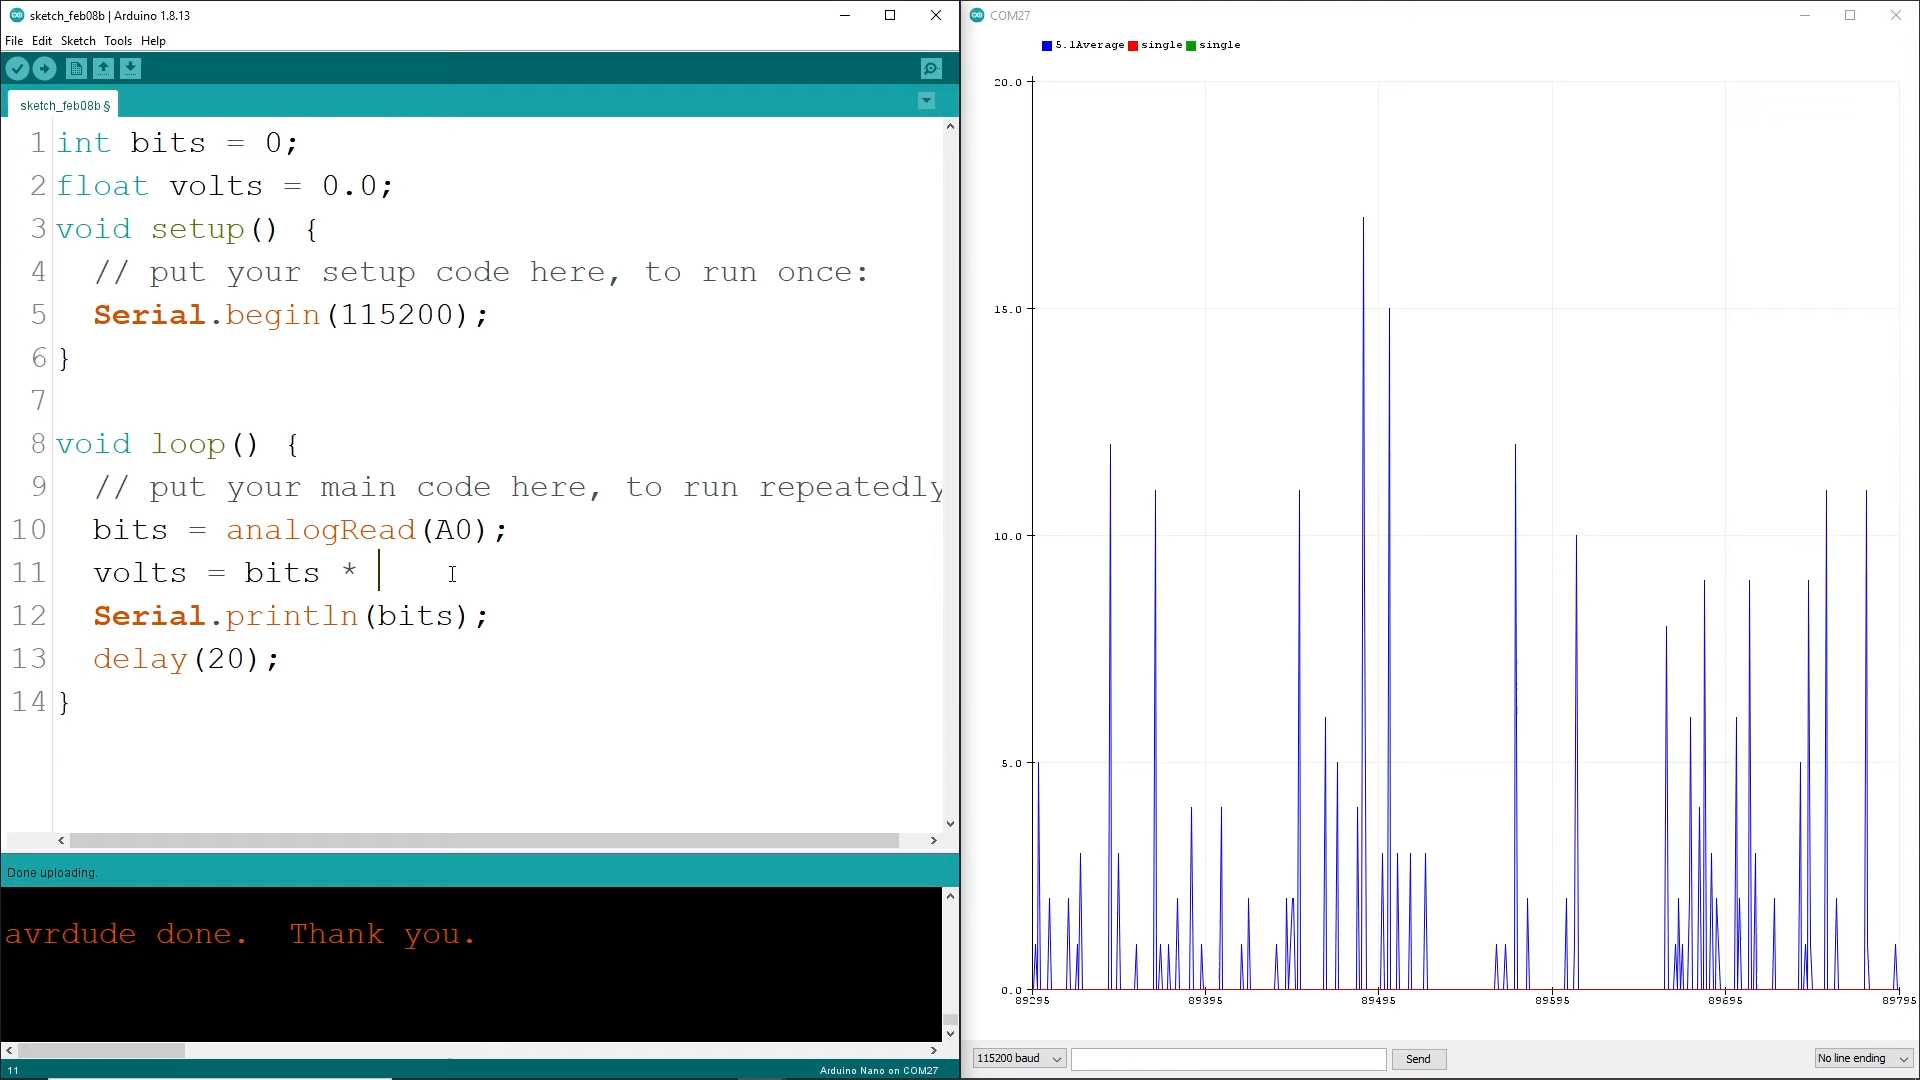 sketch_feb08b | Arduino 1.8.13
File Edit Sketch Tools Help
sketch_feb08b §
1 int bits = 0;
2 float volts = 0.0;
3 void setup() {
4 // put your setup code here, to run once:
5 Serial.begin(115200);
6 }
7
8 void loop() {
9 // put your main code here, to run repeatedly
10 bits = analogRead(A0);
11 volts = bits *
12 Serial.println(bits);
13 delay(20);
14 }
Done uploading.
avrdude done. Thank you.
11 Arduino Nano on COM27
COM27
5.1Average single single
20.0
15.0
10.0
5.0
0.0
89295 89395 89495 89595 89695 89795
115200 baud Send No line ending